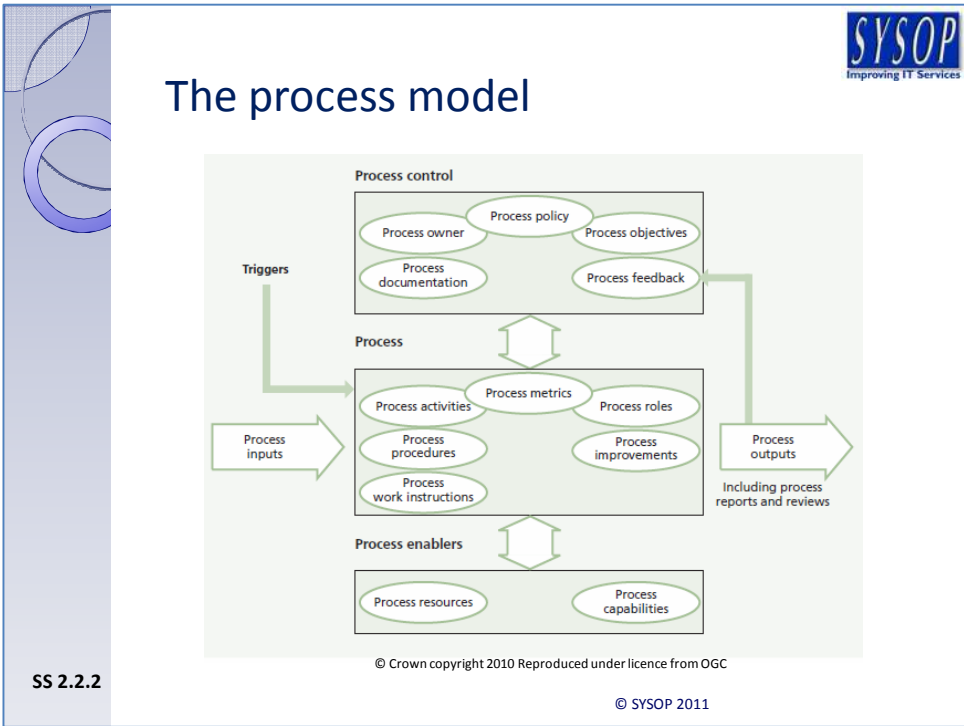 SYSOP
Improving IT Services
The process model
Process control
Process policy
Process owner
Process objectives
Process
documentation
Process feedback
Triggers
Process
Process metrics
Process activities
Process roles
Process
inputs
Process
procedures
Process
improvements
Process
outputs
Process
work instructions
Including process
reports and reviews
Process enablers
Process resources
Process
capabilities
© Crown copyright 2010 Reproduced under licence from OGC
SS 2.2.2
© SYSOP 2011